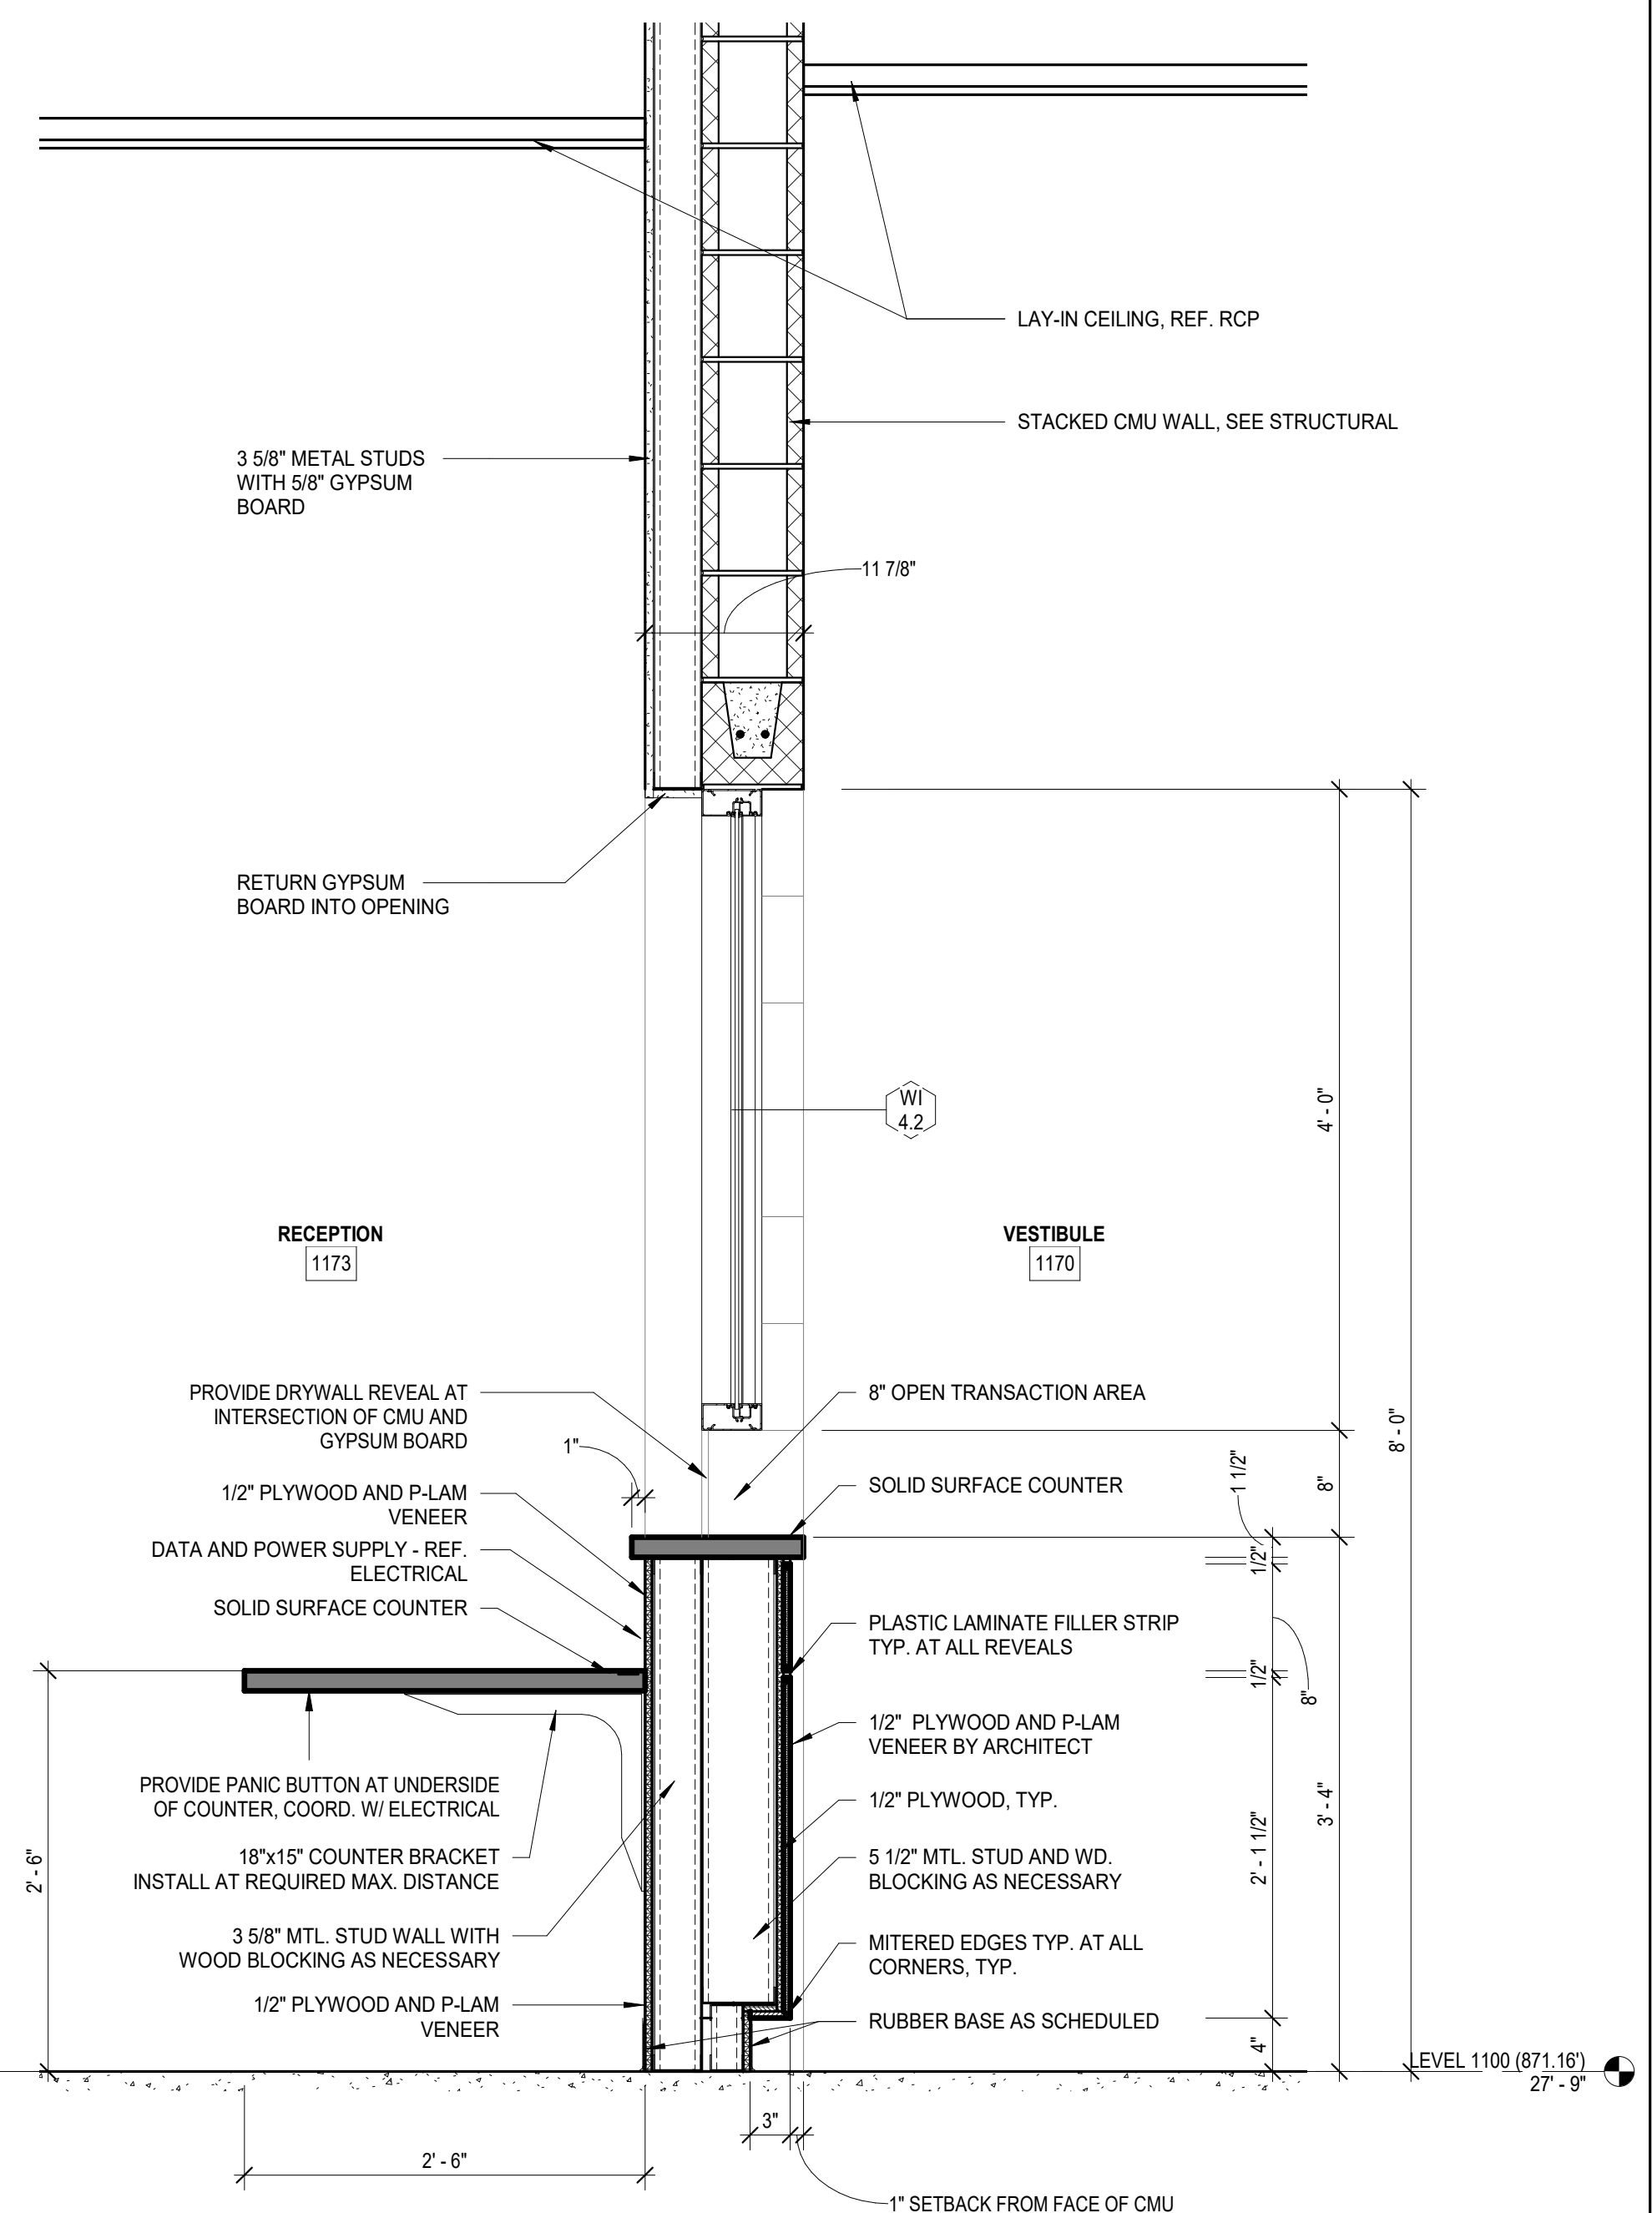 LAY-IN CEILING, REF. RCP
STACKED CMU WALL, SEE STRUCTURAL
3 5/8" METAL STUDS
WITH 5/8" GYPSUM
BOARD
11 7/8"
RETURN GYPSUM
BOARD INTO OPENING
WI
4.2
4' - 0"
8' - 0"
RECEPTION
1173
VESTIBULE
1170
PROVIDE DRYWALL REVEAL AT
INTERSECTION OF CMU AND
GYPSUM BOARD
1"
1/2" PLYWOOD AND P-LAM
VENEER
DATA AND POWER SUPPLY - REF.
ELECTRICAL
SOLID SURFACE COUNTER
PROVIDE PANIC BUTTON AT UNDERSIDE
OF COUNTER, COORD. W/ ELECTRICAL
18"x15" COUNTER BRACKET
INSTALL AT REQUIRED MAX. DISTANCE
3 5/8" MTL. STUD WALL WITH
WOOD BLOCKING AS NECESSARY
1/2" PLYWOOD AND P-LAM
VENEER
2' - 6"
8" OPEN TRANSACTION AREA
SOLID SURFACE COUNTER
PLASTIC LAMINATE FILLER STRIP
TYP. AT ALL REVEALS
1/2" PLYWOOD AND P-LAM
VENEER BY ARCHITECT
1/2" PLYWOOD, TYP.
5 1/2" MTL. STUD AND WD.
BLOCKING AS NECESSARY
MITERED EDGES TYP. AT ALL
CORNERS, TYP.
RUBBER BASE AS SCHEDULED
1 1/2"
8"
1/2"
1/2"
8"
3' - 4"
2' - 1 1/2"
4"
LEVEL 1100 (871.16')
27' - 9"
3"
2' - 6"
1" SETBACK FROM FACE OF CMU